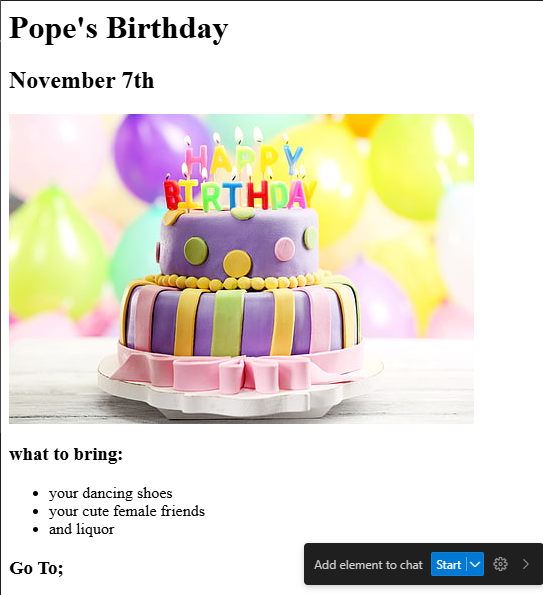 Pope's Birthday
November 7th
HAPPY
BIRTHDAY
what to bring:
your dancing shoes
your cute female friends
and liquor
Go To;
Add element to chat Start